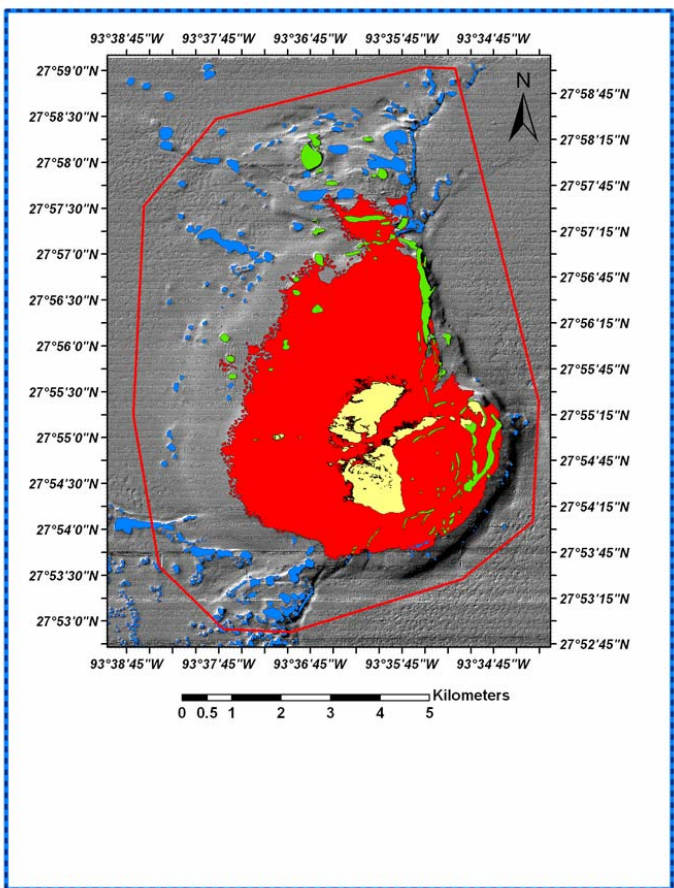 93°38'45"W 93°37'45"W 93°36'45"W 93°35'45"W 93°34'45"W
N
27°59'0"N
27°58'45"N
27°58'30"N
27°58'15"N
27°58'0"N
27°57'45"N
27°57'30"N
27°57'15"N
27°57'0"N
27°56'45"N
27°56'30"N
27°56'15"N
27°56'0"N
27°55'45"N
27°55'30"N
27°55'15"N
27°55'0"N
27°54'45"N
27°54'30"N
27°54'15"N
27°54'0"N
27°53'45"N
27°53'30"N
27°53'15"N
27°53'0"N
27°52'45"N
93°38'45"W 93°37'45"W 93°36'45"W 93°35'45"W 93°34'45"W
Kilometers
0 0.5 1 2 3 4 5